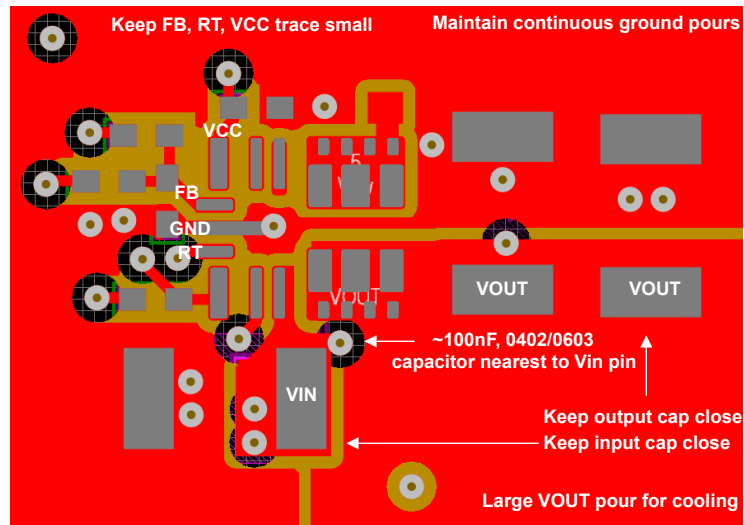 Keep FB, RT, VCC trace small
Maintain continuous ground pours
VCC
5
FB
GND
RT
VOUT
VOUT
VOUT
~100nF, 0402/0603
capacitor nearest to Vin pin
VIN
Keep output cap close
Keep input cap close
Large VOUT pour for cooling